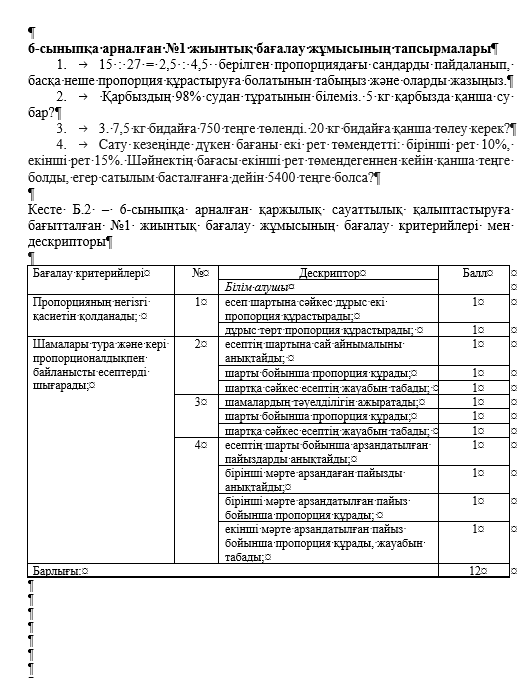 6-сыныпқа арналған №1 жиынтық бағалау жұмысының тапсырмалары
1. 15 : 27 = 2,5 : 4,5 берілген пропорциядағы сандарды пайдаланып,
басқа неше пропорция құрастыруға болатынын табыңыз және оларды жазыңыз.
2. Қарбыздың 98% судан тұратынын білеміз. 5 кг қарбызда қанша су
бар?
3. 3. 7,5 кг бидайға 750 теңге төленді. 20 кг бидайға қанша төлеу керек?
4. Сату кезеңінде дүкен бағаны екі рет төмендетті: бірінші рет 10%,
екінші рет 15%. Шәйнектің бағасы екінші рет төмендегеннен кейін қанша теңге
болды, егер сатылым басталғанға дейін 5400 теңге болса?
Кесте Б.2 – 6-сыныпқа арналған қаржылық сауаттылық қалыптастыруға
бағытталған №1 жиынтық бағалау жұмысының бағалау критерийлері мен
дескрипторы
Бағалау критерийлері № Дескриптор Балл
Білім алушы
Пропорцияның негізгі
қасиетін қолданады;
1 есеп шартына сәйкес дұрыс екі
пропорция құрастырады;
1
дұрыс төрт пропорция құрастырады; 1
Шамалары тура және кері
пропорционалдықпен
байланысты есептерді
шығарады;
2 есептің шартына сай айнымалыны
анықтайды;
1
шарты бойынша пропорция құрады; 1
шартқа сәйкес есептің жауабын табады; 1
3 шамалардың тәуелділігін ажыратады; 1
шарты бойынша пропорция құрады; 1
шартқа сәйкес есептің жауабын табады; 1
4 есептің шарты бойынша арзандатылған
пайыздарды анықтайды;
1
бірінші мәрте арзандаған пайызды
анықтайды;
1
бірінші мәрте арзандатылған пайыз
бойынша пропорция құрады;
1
екінші мәрте арзандатылған пайыз
бойынша пропорция құрады, жауабын
табады;
1
Барлығы: 12